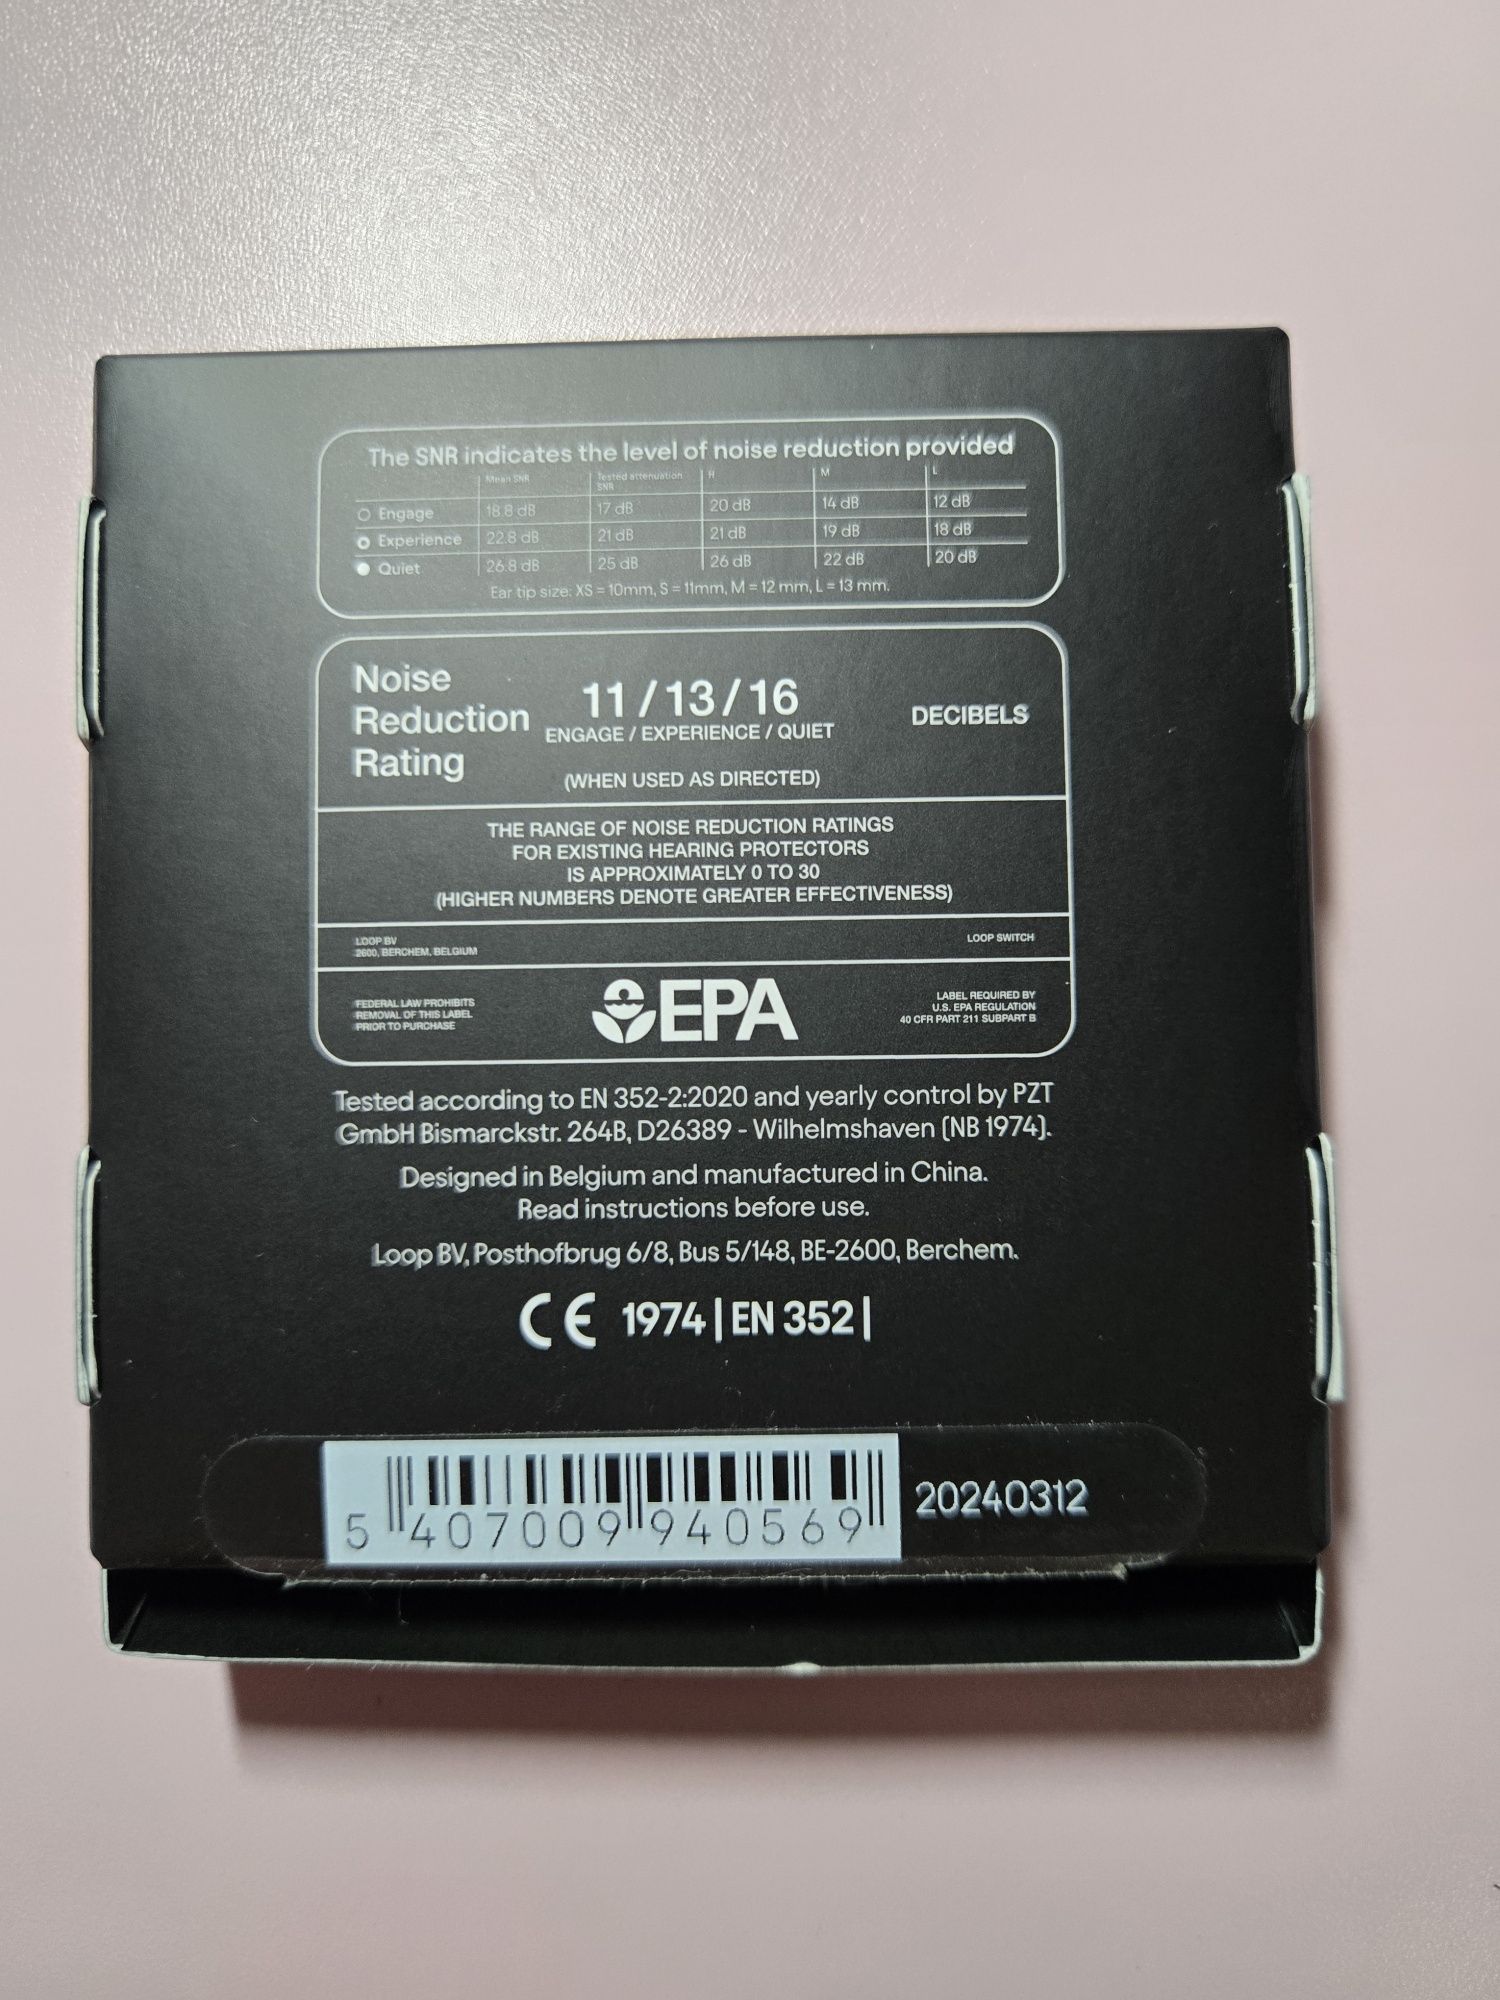 The SNR indicates the level of noise reduction provided
Mean SNR Tested attenuation SNR H M L
Engage 18.8 dB 17 dB 20 dB 14 dB 12 dB
Experience 22.8 dB 21 dB 21 dB 19 dB 18 dB
Quiet 26.8 dB 25 dB 26 dB 22 dB 20 dB
Ear tip size: XS = 10mm, S = 11mm, M = 12 mm, L = 13 mm.
Noise
Reduction
Rating
11 / 13 / 16
ENGAGE / EXPERIENCE / QUIET
(WHEN USED AS DIRECTED)
DECIBELS
THE RANGE OF NOISE REDUCTION RATINGS
FOR EXISTING HEARING PROTECTORS
IS APPROXIMATELY 0 TO 30
(HIGHER NUMBERS DENOTE GREATER EFFECTIVENESS)
LOOP BV
2600, BERCHEM, BELGIUM
LOOP SWITCH
FEDERAL LAW PROHIBITS
REMOVAL OF THIS LABEL
PRIOR TO PURCHASE
EPA
LABEL REQUIRED BY
U.S. EPA REGULATION
40 CFR PART 211 SUBPART B
Tested according to EN 352-2:2020 and yearly control by PZT
GmbH Bismarckstr. 264B, D26389 - Wilhelmshaven (NB 1974).
Designed in Belgium and manufactured in China.
Read instructions before use.
Loop BV, Posthofbrug 6/8, Bus 5/148, BE-2600, Berchem.
CE 1974 | EN 352 |
5 407009 940569
20240312